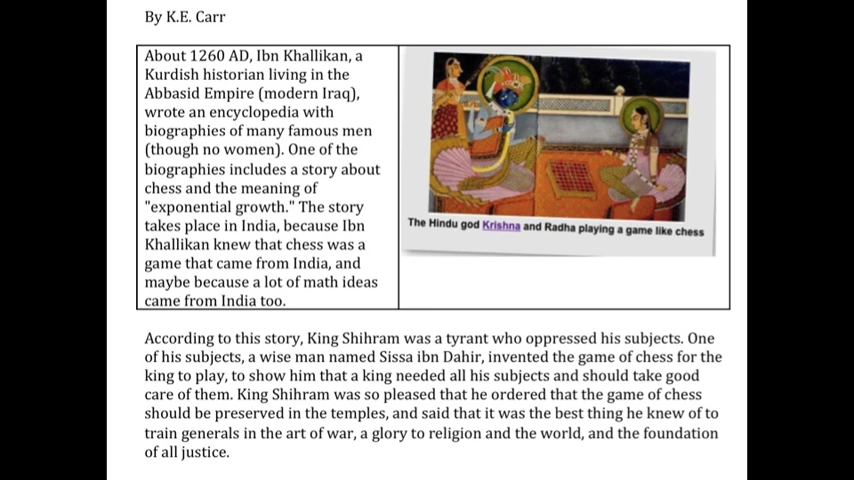 By K.E. Carr
About 1260 AD, Ibn Khallikan, a
Kurdish historian living in the
Abbasid Empire (modern Iraq),
wrote an encyclopedia with
biographies of many famous men
(though no women). One of the
biographies includes a story about
chess and the meaning of
"exponential growth." The story
takes place in India, because Ibn
Khallikan knew that chess was a
game that came from India, and
maybe because a lot of math ideas
came from India too.
The Hindu god Krishna and Radha playing a game like chess
According to this story, King Shihram was a tyrant who oppressed his subjects. One
of his subjects, a wise man named Sissa ibn Dahir, invented the game of chess for the
king to play, to show him that a king needed all his subjects and should take good
care of them. King Shihram was so pleased that he ordered that the game of chess
should be preserved in the temples, and said that it was the best thing he knew of to
train generals in the art of war, a glory to religion and the world, and the foundation
of all justice.